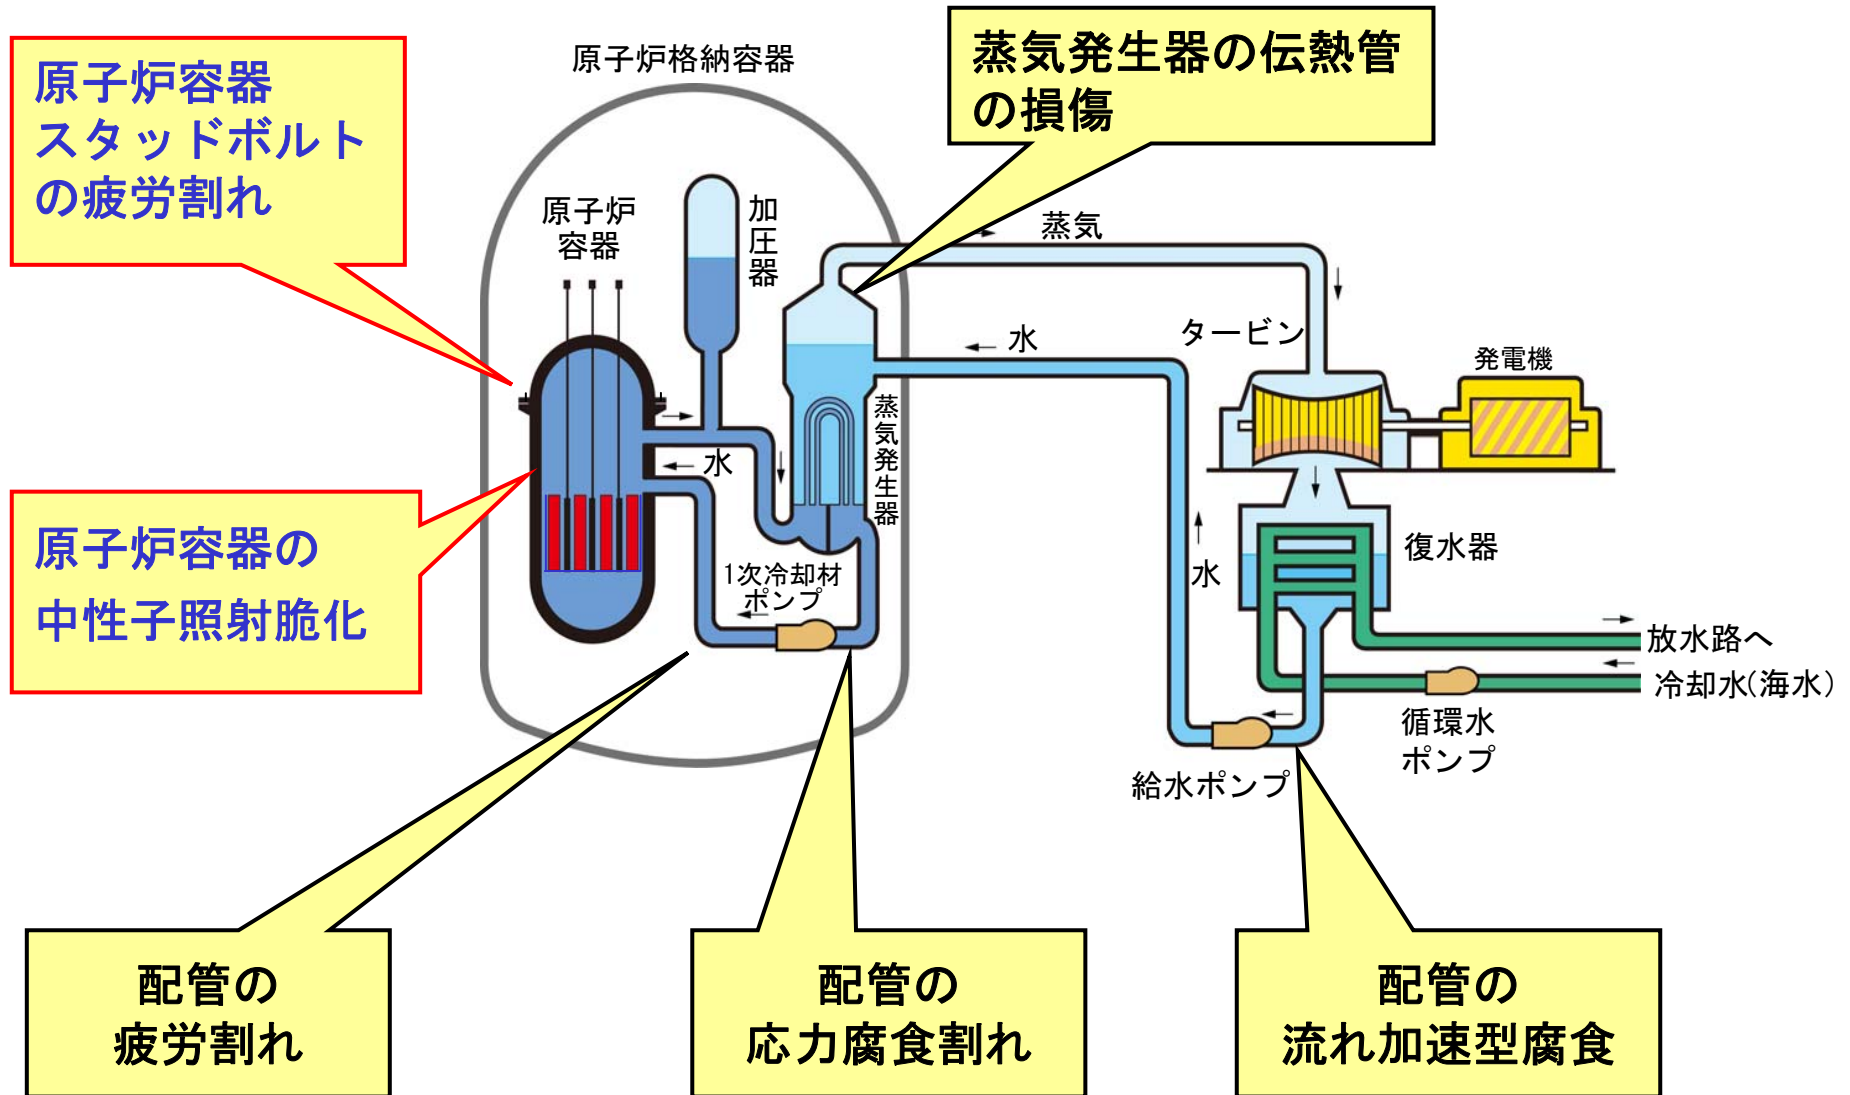 原子炉容器
スタッドボルト
の疲労割れ
原子炉格納容器
蒸気発生器の伝熱管
の損傷
原子炉
容器
加圧器
蒸気
水
タービン
発電機
蒸気発生器
水
原子炉容器の
中性子照射脆化
1次冷却材
ポンプ
水
復水器
放水路へ
冷却水(海水)
循環水
ポンプ
給水ポンプ
配管の
疲労割れ
配管の
応力腐食割れ
配管の
流れ加速型腐食